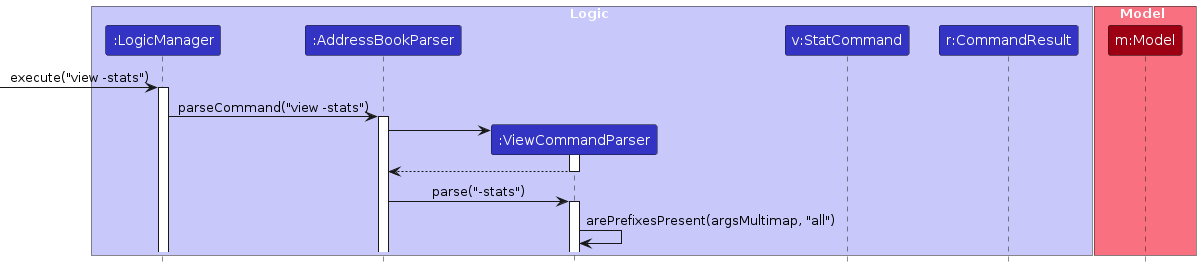 Logic
Model
:LogicManager
:AddressBookParser
v:StatCommand
r:CommandResult
m:Model
execute("view -stats")
parseCommand("view -stats")
:ViewCommandParser
parse("-stats")
arePrefixesPresent(argsMultimap, "all")